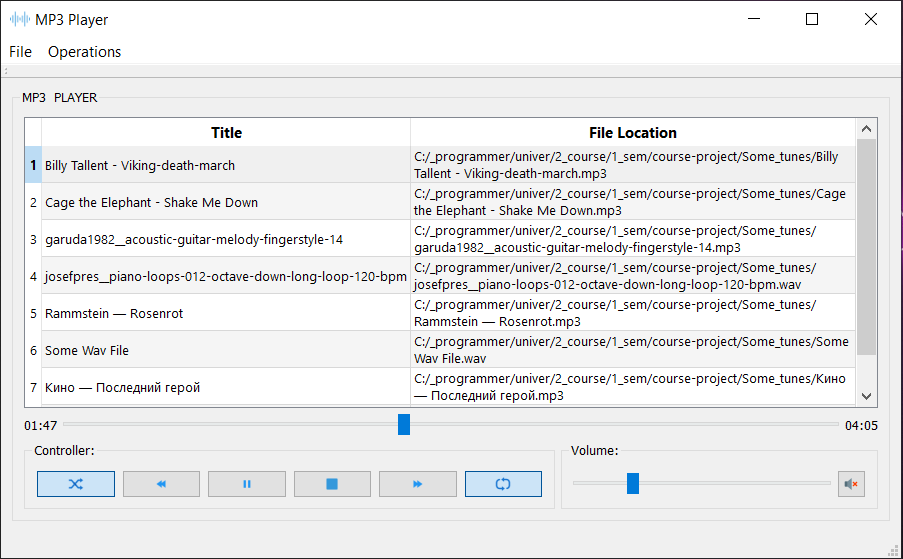 MP3 Player
File Operations
MP3 PLAYER
Title File Location
1 Billy Tallent - Viking-death-march C:/_programmer/univer/2_course/1_sem/course-project/Some_tunes/Billy
Tallent - Viking-death-march.mp3
2 Cage the Elephant - Shake Me Down C:/_programmer/univer/2_course/1_sem/course-project/Some_tunes/Cage
the Elephant - Shake Me Down.mp3
3 garuda1982__acoustic-guitar-melody-fingerstyle-14 C:/_programmer/univer/2_course/1_sem/course-project/Some_tunes/
garuda1982__acoustic-guitar-melody-fingerstyle-14.mp3
4 josefpres__piano-loops-012-octave-down-long-loop-120-bpm C:/_programmer/univer/2_course/1_sem/course-project/Some_tunes/
josefpres__piano-loops-012-octave-down-long-loop-120-bpm.wav
5 Rammstein — Rosenrot C:/_programmer/univer/2_course/1_sem/course-project/Some_tunes/
Rammstein — Rosenrot.mp3
6 Some Wav File C:/_programmer/univer/2_course/1_sem/course-project/Some_tunes/Some
Wav File.wav
7 Кино — Последний герой C:/_programmer/univer/2_course/1_sem/course-project/Some_tunes/Кино
— Последний герой.mp3
01:47 04:05
Controller: Volume: